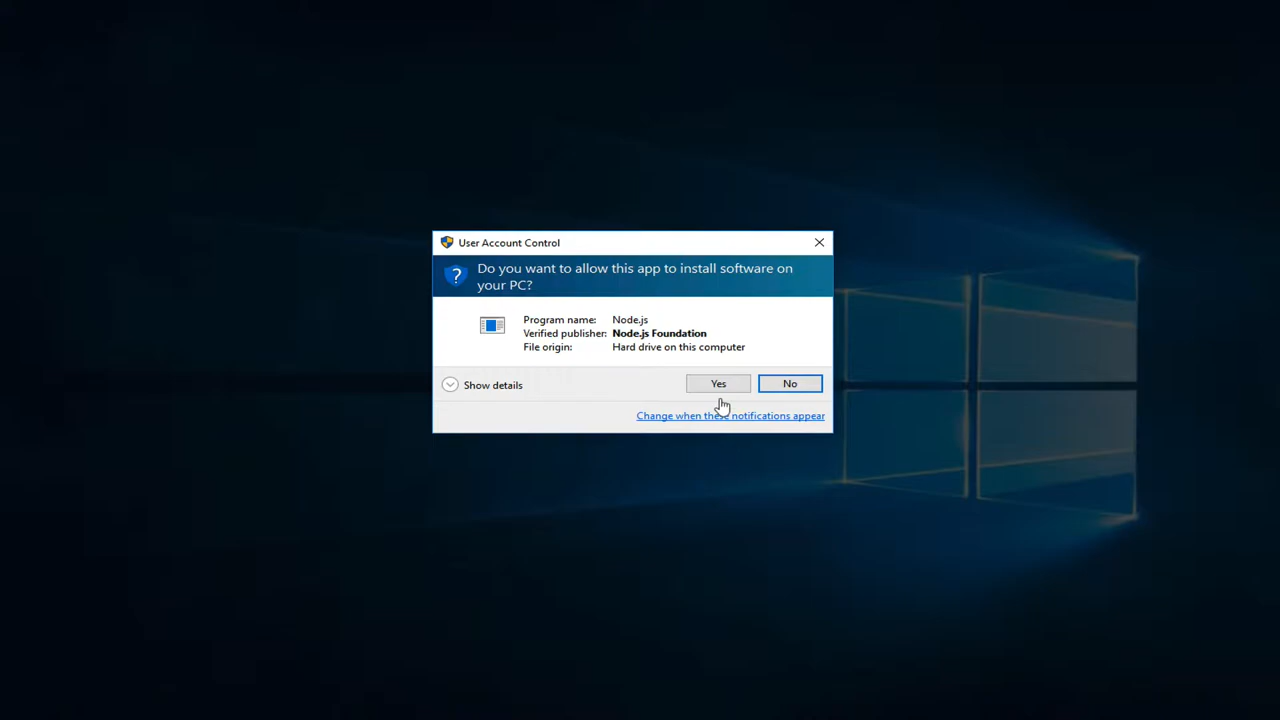 User Account Control
Do you want to allow this app to install software on
your PC?
Program name: Node.js
Verified publisher: Node.js Foundation
File origin: Hard drive on this computer
Show details
Yes
No
Change when these notifications appear